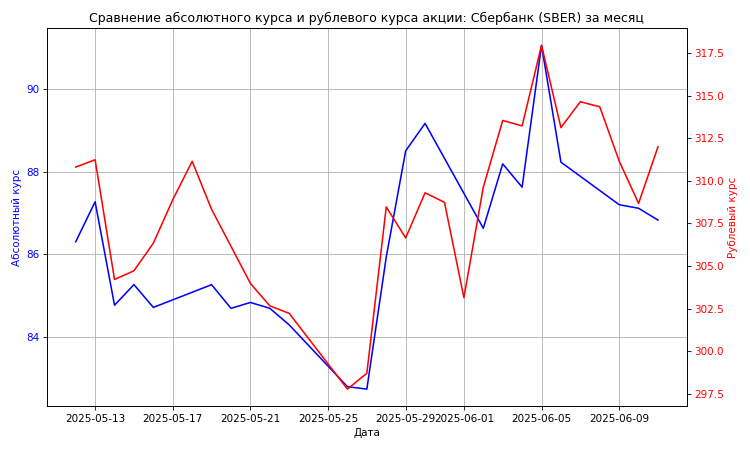 Сравнение абсолютного курса и рублевого курса акции: Сбербанк (SBER) за месяц
Абсолютный курс
90
88
86
84
317.5
315.0
312.5
310.0
307.5
305.0
302.5
300.0
297.5
Рублевый курс
2025-05-13 2025-05-17 2025-05-21 2025-05-25 2025-05-29 2025-06-01 2025-06-05 2025-06-09
Дата